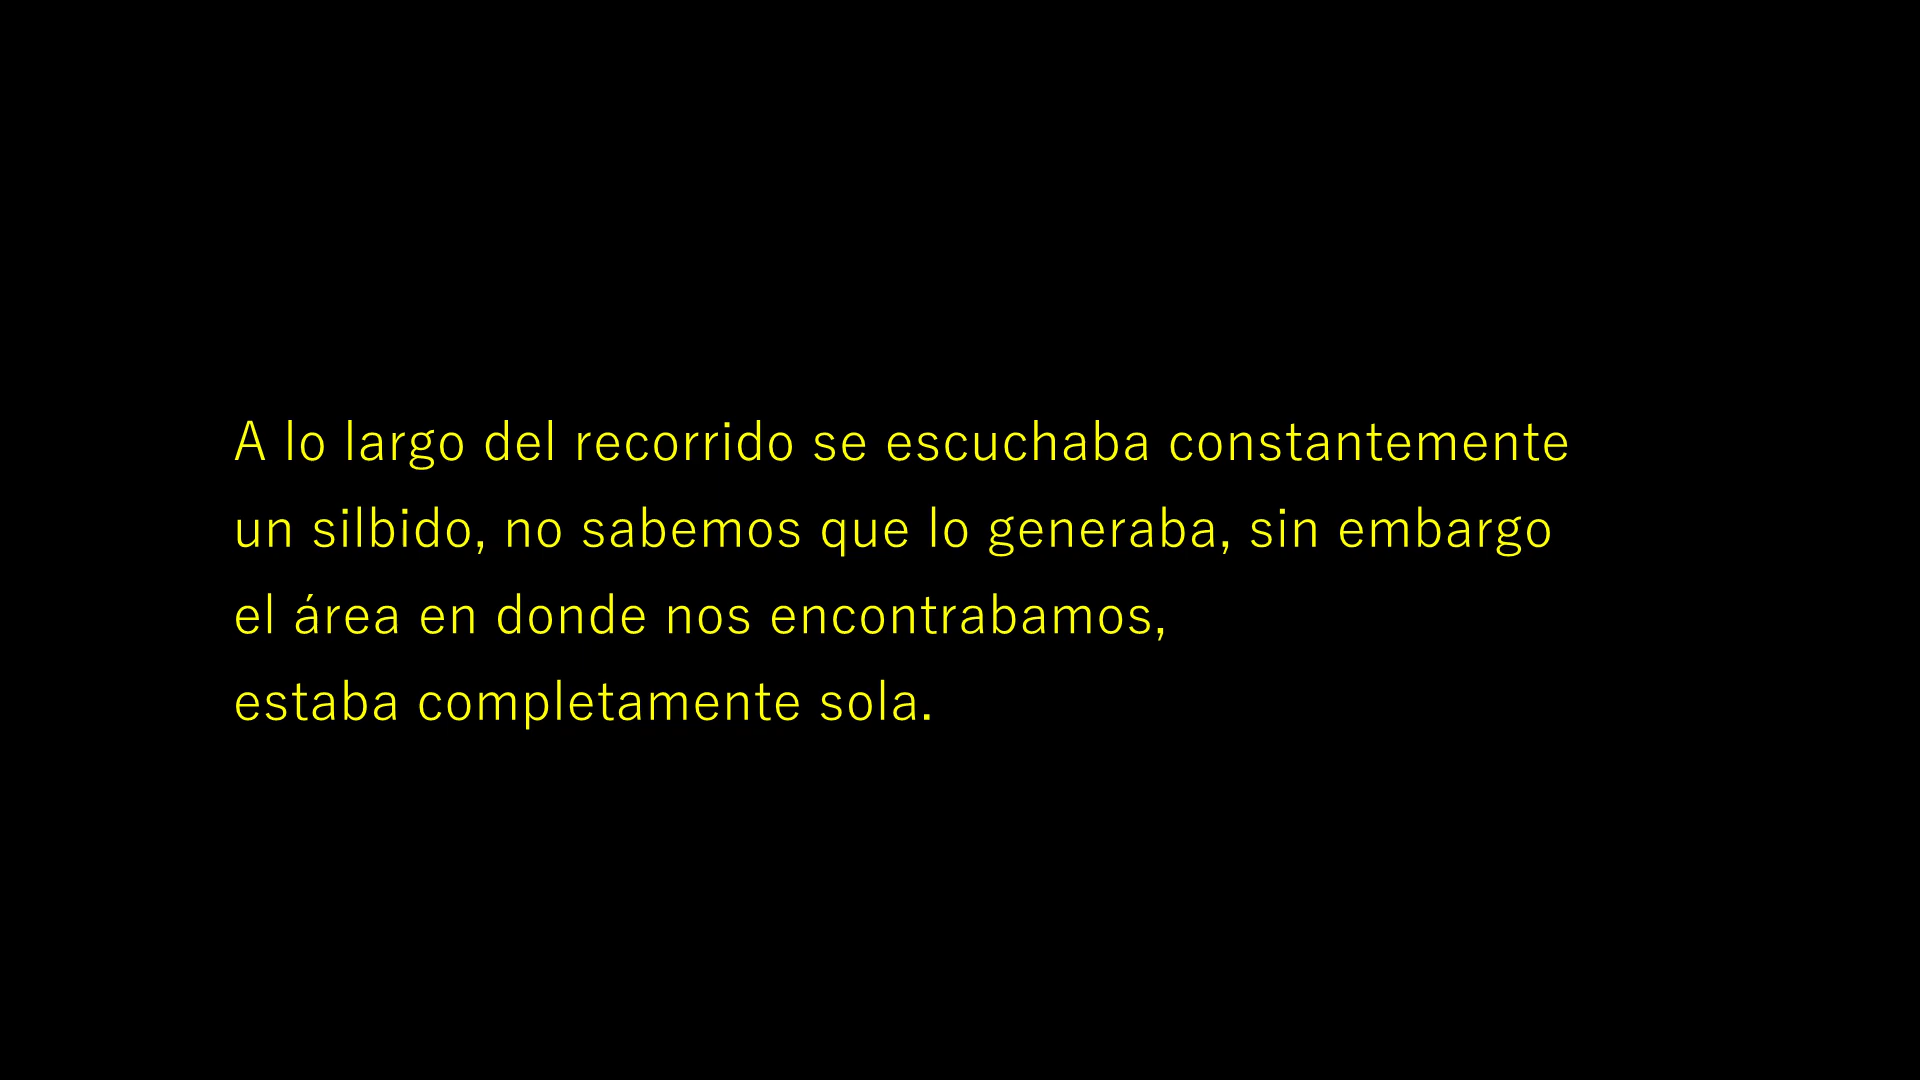 A lo largo del recorrido se escuchaba constantemente
un silbido, no sabemos que lo generaba, sin embargo
el área en donde nos encontrabamos,
estaba completamente sola.